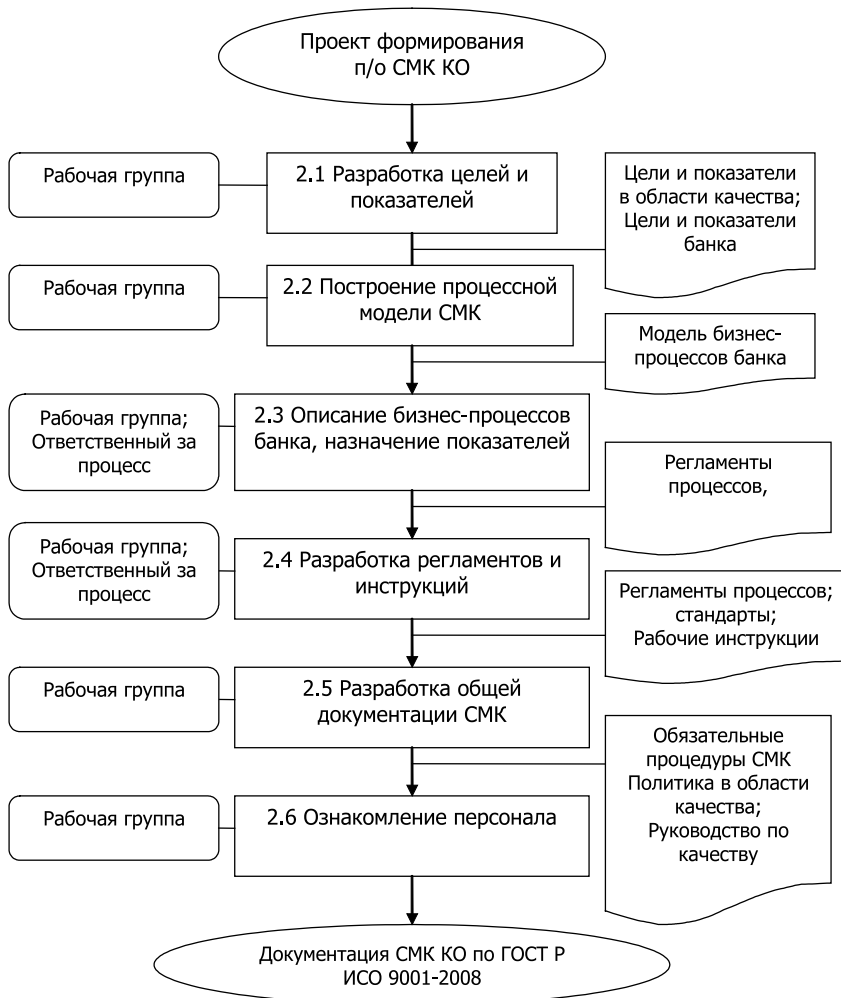 Проект формирования
п/о СМК КО
Рабочая группа
2.1 Разработка целей и
показателей
Цели и показатели
в области качества;
Цели и показатели
банка
Рабочая группа
2.2 Построение процессной
модели СМК
Модель бизнес-
процессов банка
Рабочая группа;
Ответственный за
процесс
2.3 Описание бизнес-процессов
банка, назначение показателей
Регламенты
процессов,
Рабочая группа;
Ответственный за
процесс
2.4 Разработка регламентов и
инструкций
Регламенты процессов;
стандарты;
Рабочие инструкции
Рабочая группа
2.5 Разработка общей
документации СМК
Обязательные
процедуры СМК
Политика в области
качества;
Руководство по
качеству
Рабочая группа
2.6 Ознакомление персонала
Документация СМК КО по ГОСТ Р
ИСО 9001-2008